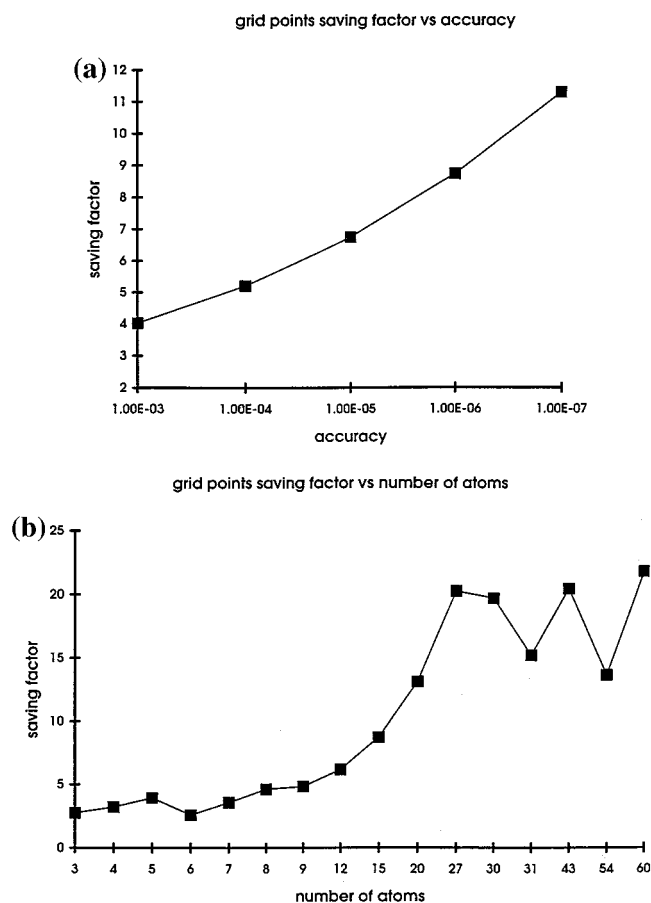 grid points saving factor vs accuracy
(a)
12
11
10
9
8
7
6
5
4
3
2
saving factor
1.00E-03 1.00E-04 1.00E-05 1.00E-06 1.00E-07
accuracy
grid points saving factor vs number of atoms
(b)
25
20
15
10
5
0
saving factor
3 4 5 6 7 8 9 12 15 20 27 30 31 43 54 60
number of atoms